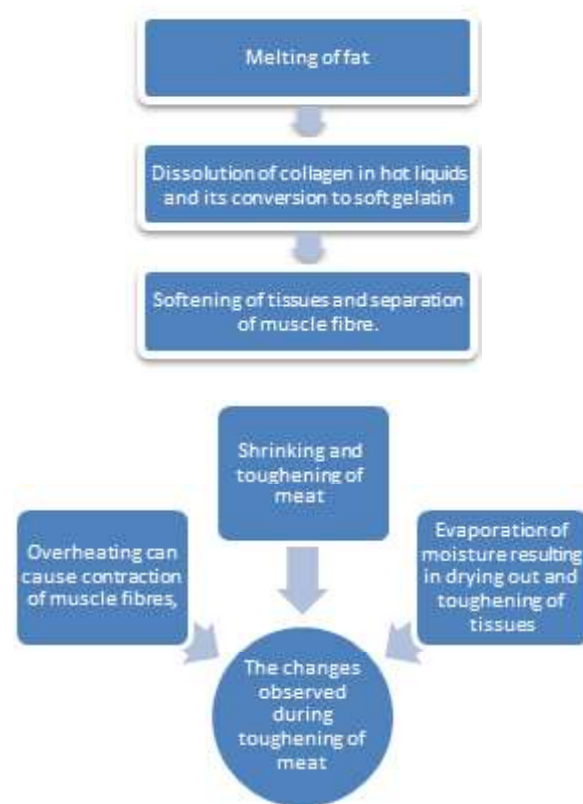 Melting of fat
Dissolution of collagen in hot liquids
and its conversion to soft gelatin
Softening of tissues and separation
of muscle fibre.
Shrinking and
toughening of
meat
Overheating can
cause contraction
of muscle fibres,
Evaporation of
moisture resulting
in drying out and
toughening of
tissues
The changes
observed
during
toughening of
meat